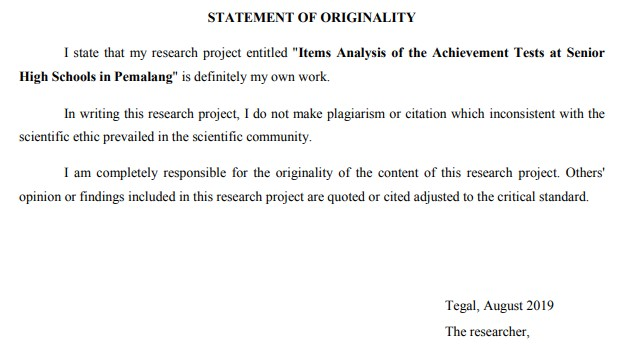 STATEMENT OF ORIGINALITY
I state that my research project entitled "Items Analysis of the Achievement Tests at Senior
High Schools in Pemalang" is definitely my own work.
In writing this research project, I do not make plagiarism or citation which inconsistent with the
scientific ethic prevailed in the scientific community.
I am completely responsible for the originality of the content of this research project. Others'
opinion or findings included in this research project are quoted or cited adjusted to the critical standard.
Tegal, August 2019
The researcher,